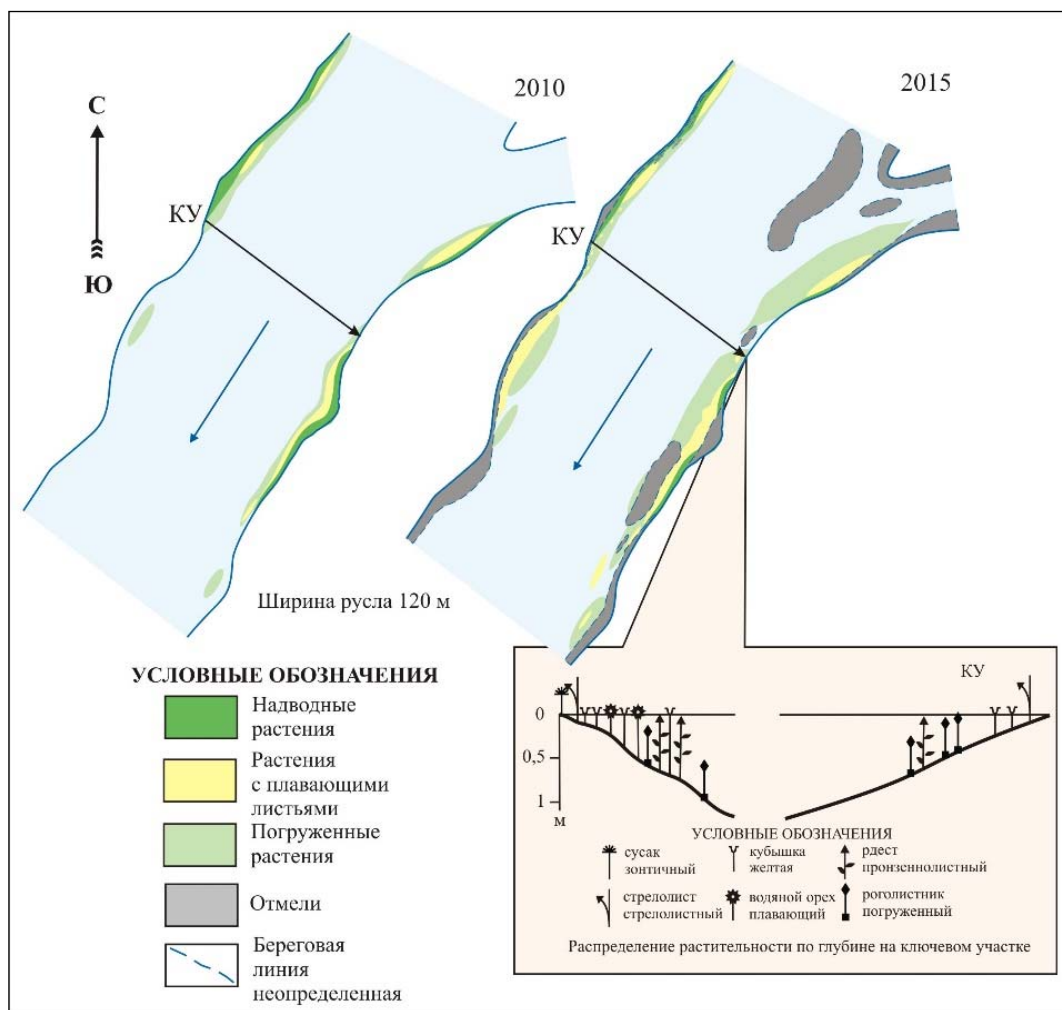 2010
2015
С
Ю
КУ
КУ
Ширина русла 120 м
УСЛОВНЫЕ ОБОЗНАЧЕНИЯ
Надводные
растения
Растения
с плавающими
листьями
Погруженные
растения
Отмели
Береговая
линия
неопределенная
КУ
0
0,5
1
м
УСЛОВНЫЕ ОБОЗНАЧЕНИЯ
сусак
зонтичный
кубышка
желтая
рдест
пронзеннолистный
стрелолист
стрелолистный
водяной орех
плавающий
роголистник
погруженный
Распределение растительности по глубине на ключевом участке